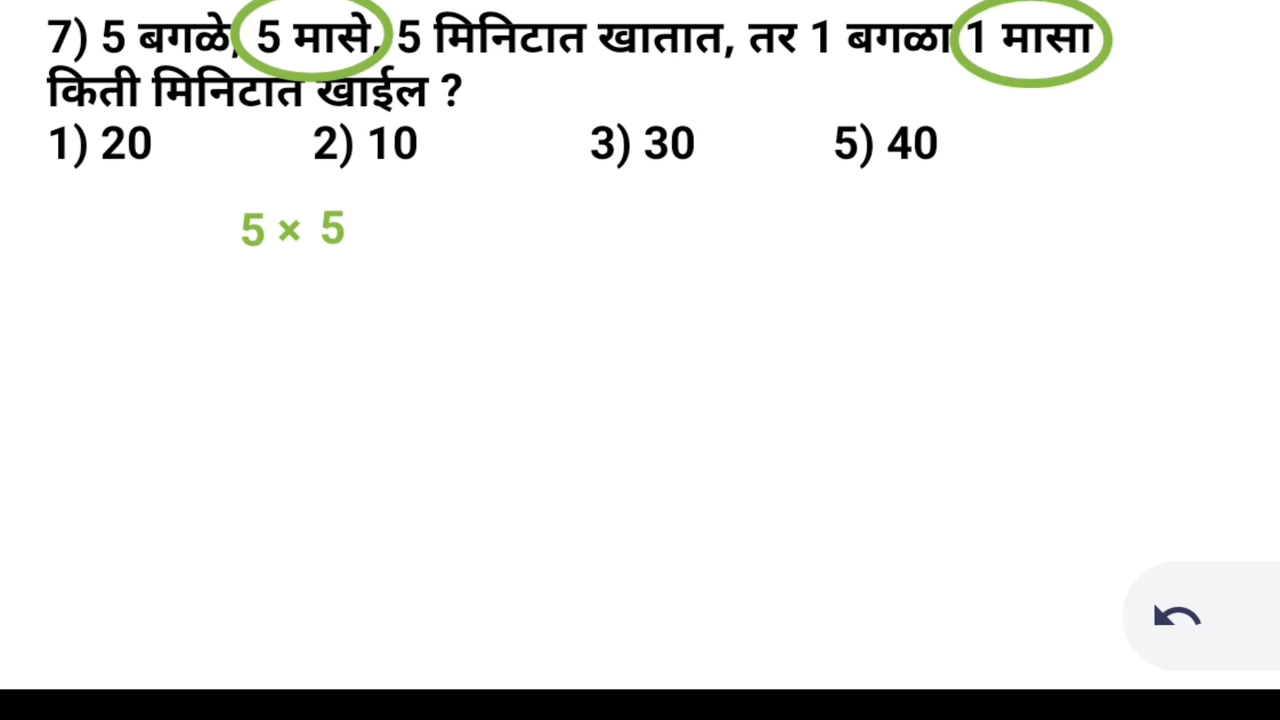 7) 5 बगळे, 5 मासे, 5 मिनिटात खातात, तर 1 बगळा 1 मासा
किती मिनिटात खाईल ?
1) 20 2) 10 3) 30 5) 40
5 × 5